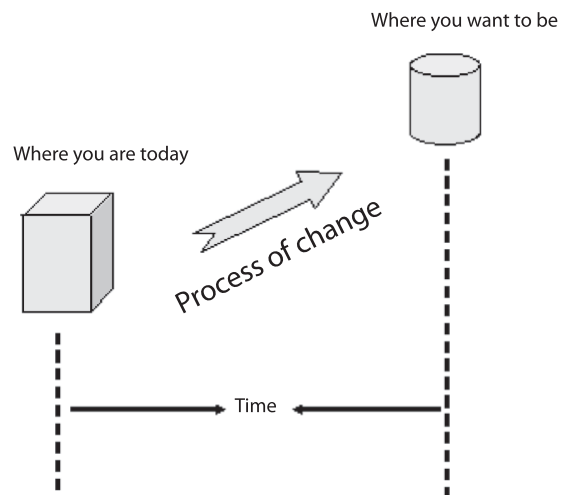 Where you want to be
Where you are today
Process of change
Time